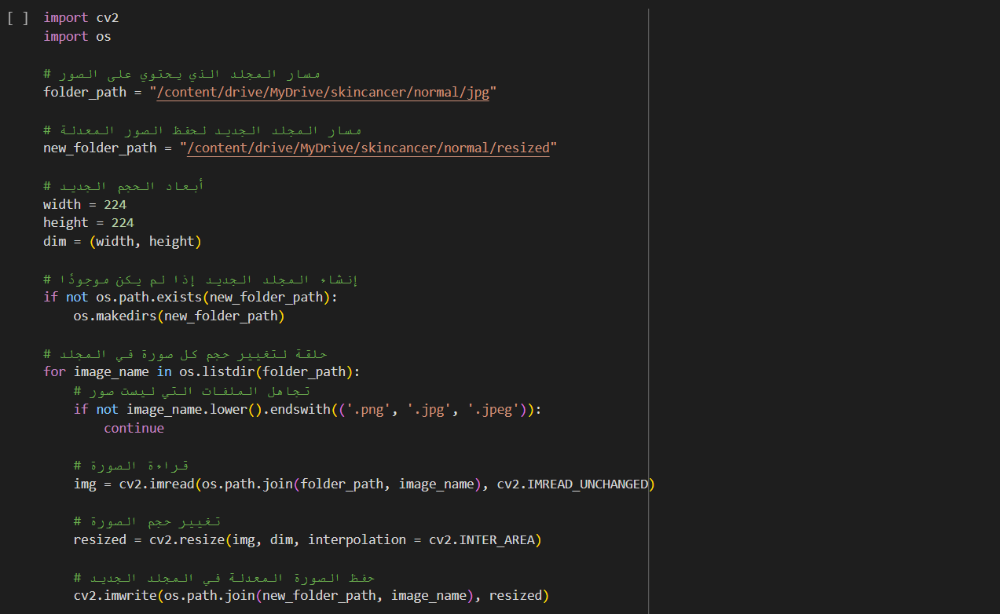 [ ] import cv2
import os
# مسار المجلد الذي يحتوي على الصور
folder_path = "/content/drive/MyDrive/skincancer/normal/jpg"
# مسار المجلد الجديد لحفظ الصور المعدلة
new_folder_path = "/content/drive/MyDrive/skincancer/normal/resized"
# أبعاد الحجم الجديد
width = 224
height = 224
dim = (width, height)
# إنشاء المجلد الجديد إذا لم يكن موجودًا
if not os.path.exists(new_folder_path):
    os.makedirs(new_folder_path)
# حلقة لتغيير حجم كل صورة في المجلد
for image_name in os.listdir(folder_path):
    # تجاهل الملفات التي ليست صور
    if not image_name.lower().endswith(('.png', '.jpg', '.jpeg')):
        continue
    # قراءة الصورة
    img = cv2.imread(os.path.join(folder_path, image_name), cv2.IMREAD_UNCHANGED)
    # تغيير حجم الصورة
    resized = cv2.resize(img, dim, interpolation = cv2.INTER_AREA)
    # حفظ الصورة المعدلة في المجلد الجديد
    cv2.imwrite(os.path.join(new_folder_path, image_name), resized)